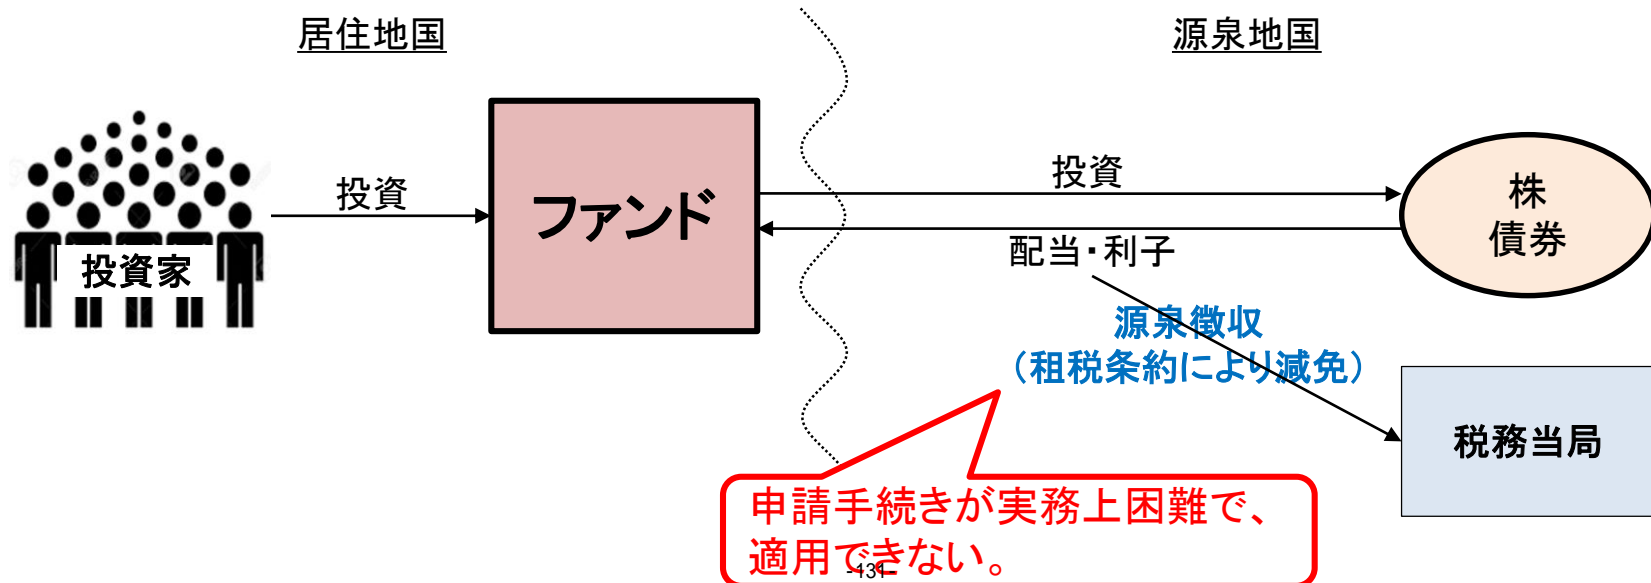 居住地国
源泉地国
投資家
投資
ファンド
投資
配当・利子
株
債券
源泉徴収
（租税条約により減免）
税務当局
申請手続きが実務上困難で、
適用できない。
-131-